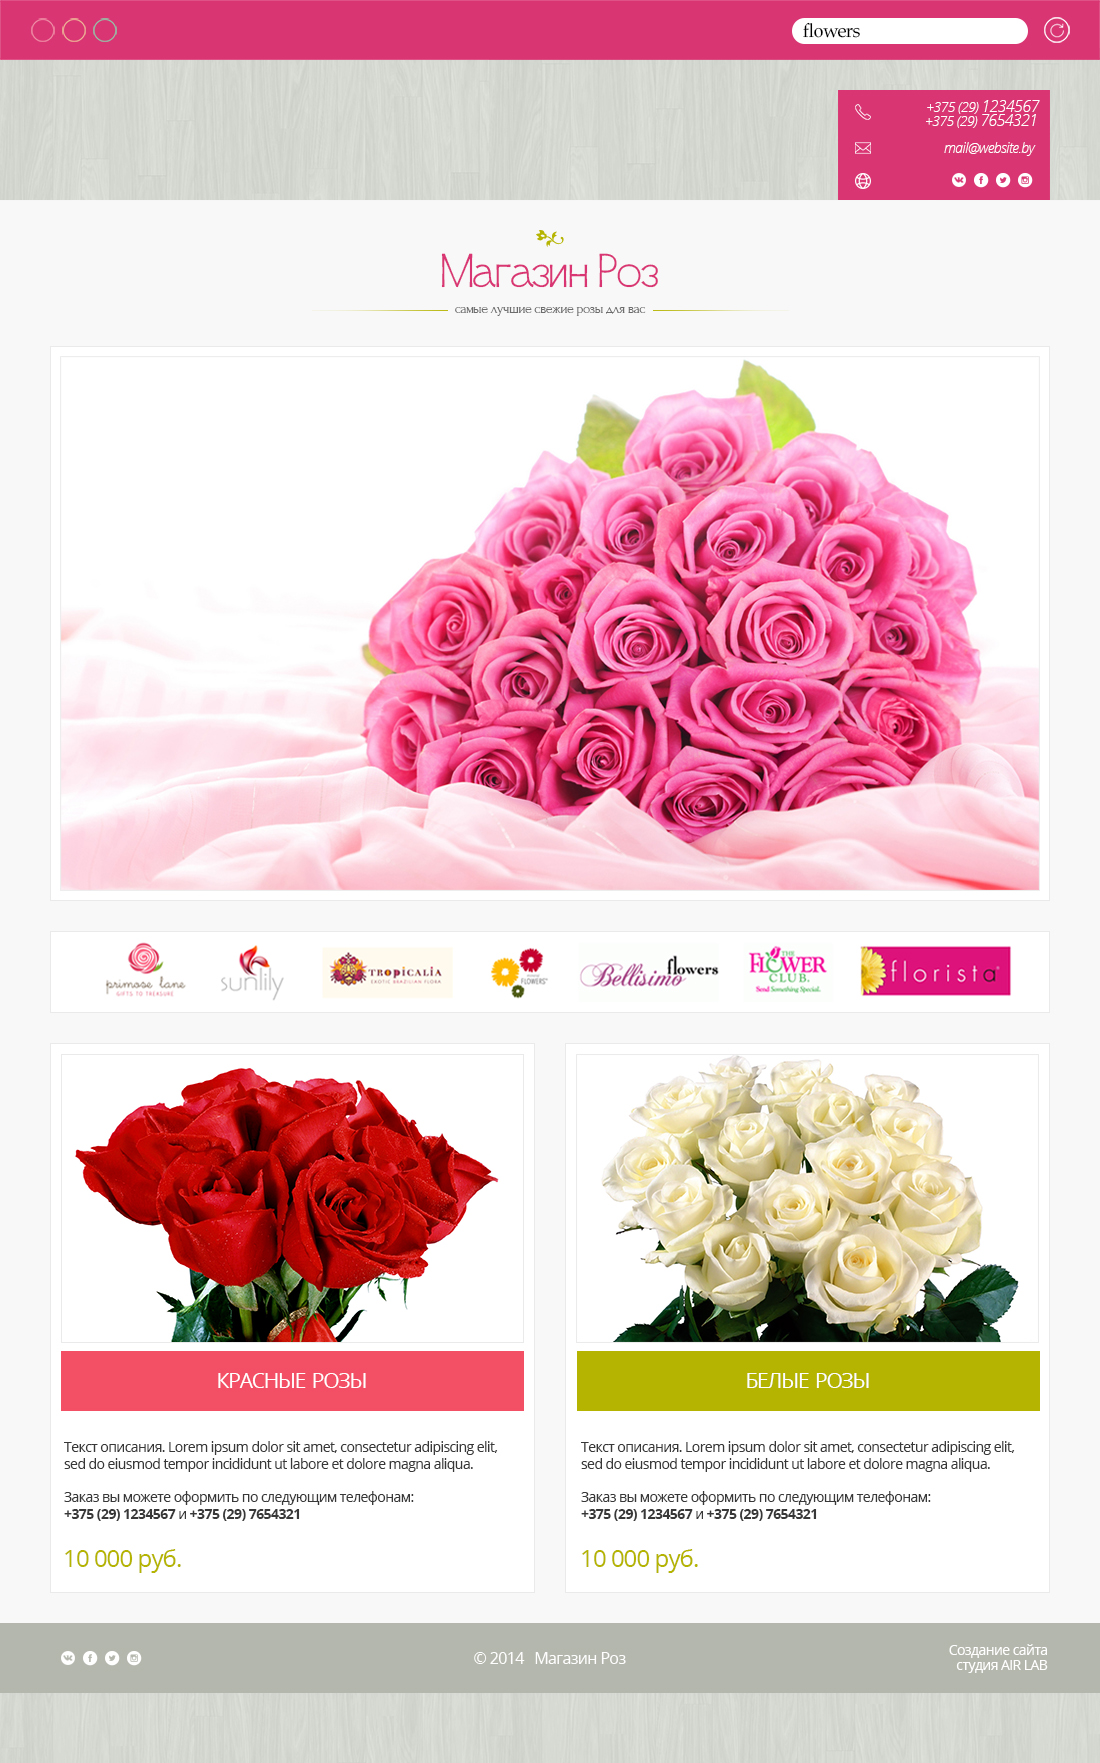 flowers
+375 (29) 1234567
+375 (29) 7654321
mail@website.by
Магазин Роз
самые лучшие свежие розы для вас
primose lane
GIFTS TO TREASURE
sunlily
TROPICALIA
EXOTIC BRAZILIAN FLORA
FLOWERS
Bellisimo flowers
THE
FLOWER
CLUB.
Send Something Special.
florista
КРАСНЫЕ РОЗЫ
БЕЛЫЕ РОЗЫ
Текст описания. Lorem ipsum dolor sit amet, consectetur adipiscing elit,
sed do eiusmod tempor incididunt ut labore et dolore magna aliqua.
Заказ вы можете оформить по следующим телефонам:
+375 (29) 1234567 и +375 (29) 7654321
10 000 руб.
Текст описания. Lorem ipsum dolor sit amet, consectetur adipiscing elit,
sed do eiusmod tempor incididunt ut labore et dolore magna aliqua.
Заказ вы можете оформить по следующим телефонам:
+375 (29) 1234567 и +375 (29) 7654321
10 000 руб.
© 2014 Магазин Роз
Создание сайта
студия AIR LAB